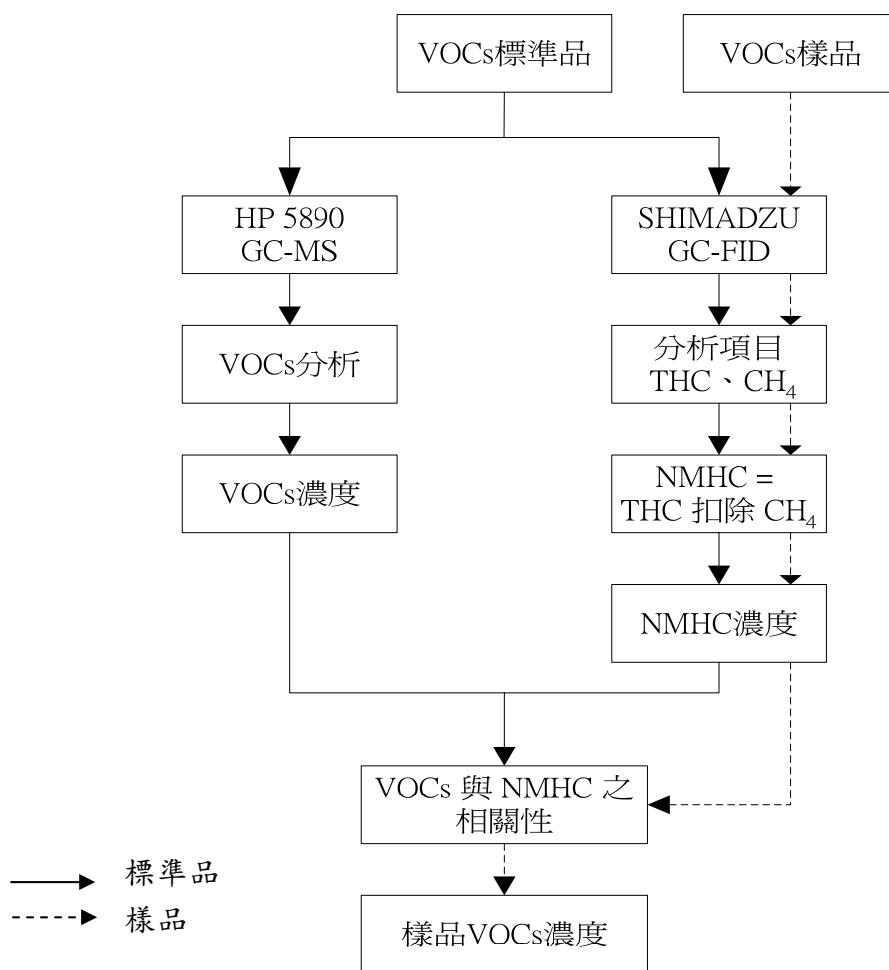 VOCs標準品
VOCs樣品
HP 5890
GC-MS
SHIMADZU
GC-FID
VOCs分析
分析項目
THC、CH₄
VOCs濃度
NMHC =
THC 扣除 CH₄
NMHC濃度
VOCs 與 NMHC 之
相關性
標準品
樣品
樣品VOCs濃度